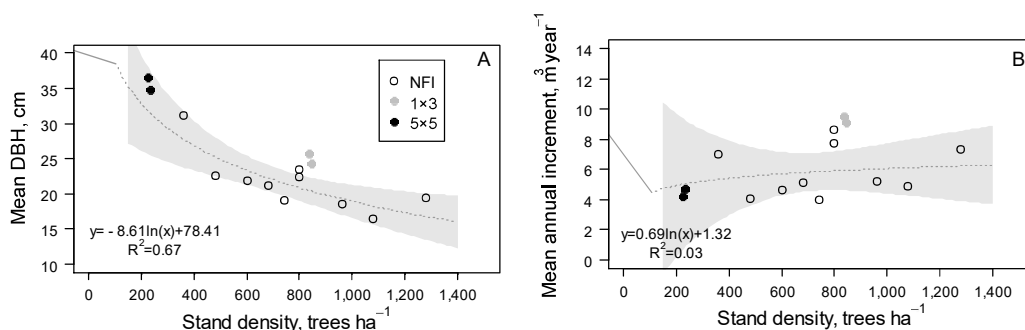 A
Mean DBH, cm
40
35
30
25
20
15
10
NFI
1×3
5×5
y= - 8.61ln(x)+78.41
R²=0.67
0 200 400 600 800 1,000 1,200 1,400
Stand density, trees ha⁻¹
B
Mean annual increment, m³ year⁻¹
14
12
10
8
6
4
2
0
y=0.69ln(x)+1.32
R²=0.03
0 200 400 600 800 1,000 1,200 1,400
Stand density, trees ha⁻¹